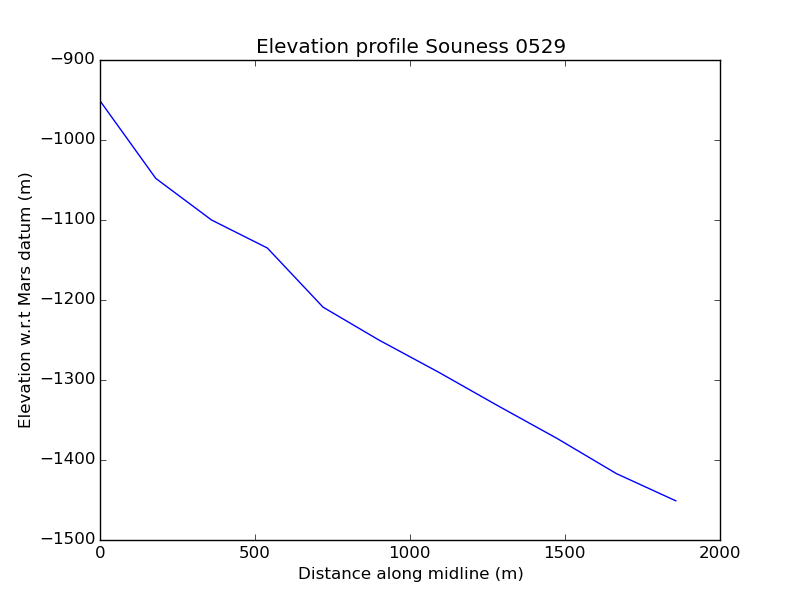 Elevation profile Souness 0529
Elevation w.r.t Mars datum (m)
−900
−1000
−1100
−1200
−1300
−1400
−1500
0 500 1000 1500 2000
Distance along midline (m)